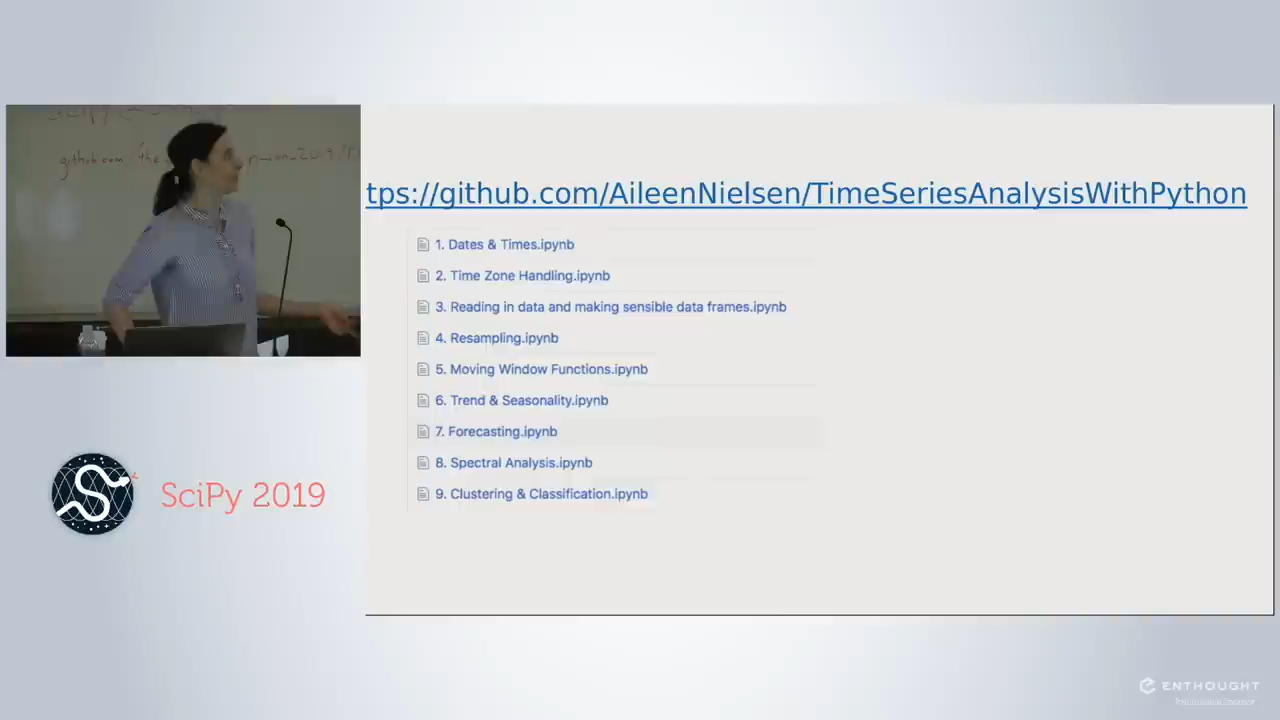 github.com
tps://github.com/AileenNielsen/TimeSeriesAnalysisWithPython
1. Dates & Times.ipynb
2. Time Zone Handling.ipynb
3. Reading in data and making sensible data frames.ipynb
4. Resampling.ipynb
5. Moving Window Functions.ipynb
6. Trend & Seasonality.ipynb
7. Forecasting.ipynb
8. Spectral Analysis.ipynb
9. Clustering & Classification.ipynb
SciPy 2019
ENTHOUGHT